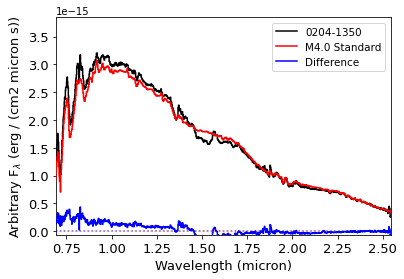 1e−15
0204-1350
M4.0 Standard
Difference
Arbitrary F_λ (erg / (cm2 micron s))
3.5
3.0
2.5
2.0
1.5
1.0
0.5
0.0
0.75 1.00 1.25 1.50 1.75 2.00 2.25 2.50
Wavelength (micron)